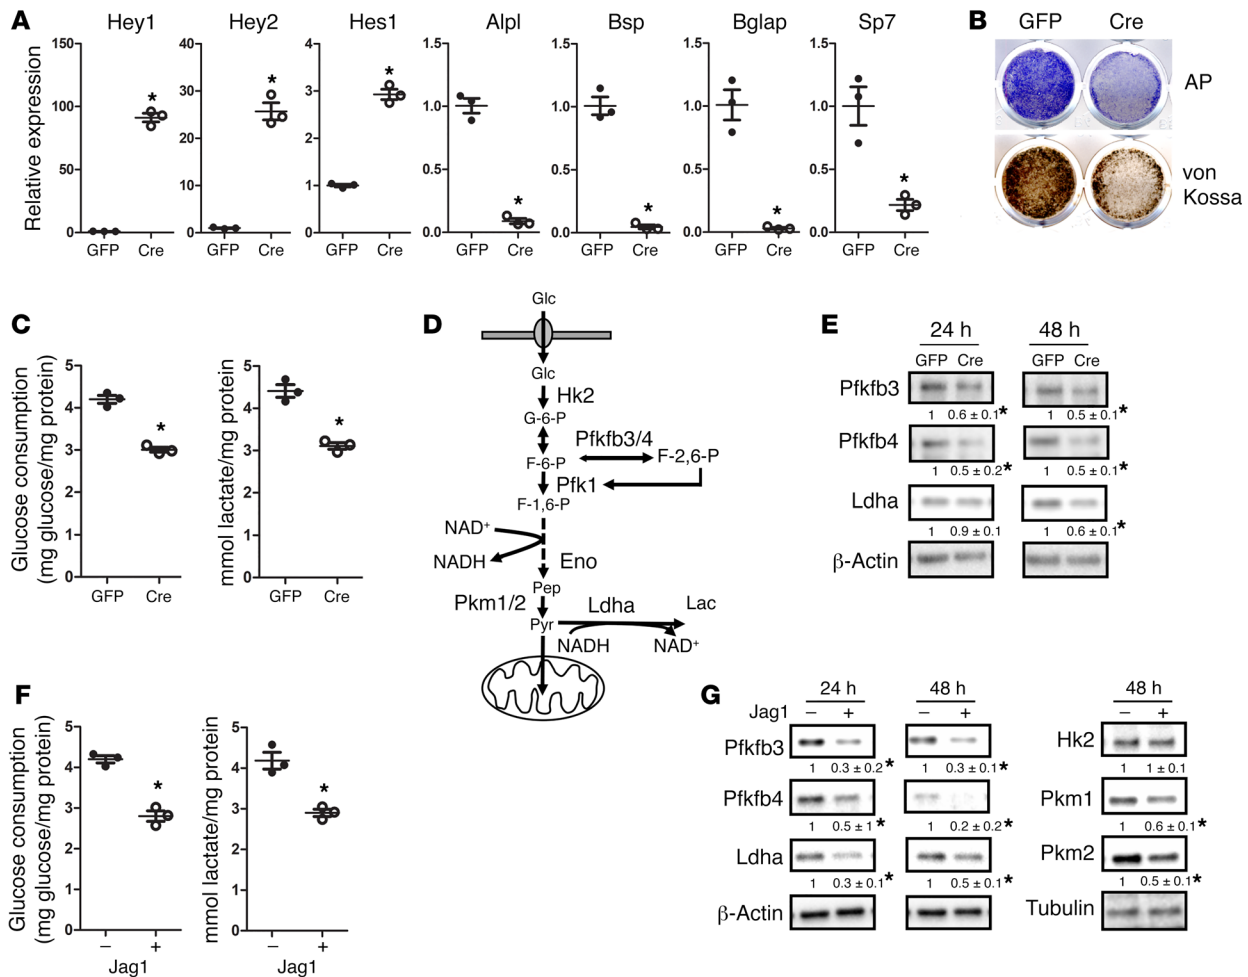 A
Hey1
Hey2
Hes1
Alpl
Bsp
Bglap
Sp7
Relative expression
150
100
50
0
GFP
Cre
*
40
30
20
10
0
GFP
Cre
*
4
3
2
1
0
GFP
Cre
*
1.5
1.0
0.5
0.0
GFP
Cre
*
1.5
1.0
0.5
0.0
GFP
Cre
*
1.5
1.0
0.5
0.0
GFP
Cre
*
1.5
1.0
0.5
0.0
GFP
Cre
*
B
GFP
Cre
AP
von
Kossa
C
Glucose consumption
(mg glucose/mg protein)
5
4
3
2
1
0
GFP
Cre
*
mmol lactate/mg protein
5
4
3
2
1
0
GFP
Cre
*
D
Glc
Glc
Hk2
G-6-P
Pfkfb3/4
F-6-P
F-2,6-P
Pfk1
F-1,6-P
NAD+
NADH
Eno
Pep
Pkm1/2
Ldha
Lac
Pyr
NADH
NAD+
E
24 h
48 h
GFP Cre
GFP Cre
Pfkfb3
1 0.6 ± 0.1*
1 0.5 ± 0.1*
Pfkfb4
1 0.5 ± 0.2*
1 0.5 ± 0.1*
Ldha
1 0.9 ± 0.1
1 0.6 ± 0.1*
β-Actin
F
Glucose consumption
(mg glucose/mg protein)
5
4
3
2
1
0
– +
Jag1
*
mmol lactate/mg protein
5
4
3
2
1
0
– +
Jag1
*
G
24 h
48 h
Jag1 – +
– +
Pfkfb3
1 0.3 ± 0.2*
1 0.3 ± 0.1*
Pfkfb4
1 0.5 ± 1*
1 0.2 ± 0.2*
Ldha
1 0.3 ± 0.1*
1 0.5 ± 0.1*
β-Actin
48 h
– +
Hk2
1 1 ± 0.1
Pkm1
1 0.6 ± 0.1*
Pkm2
1 0.5 ± 0.1*
Tubulin